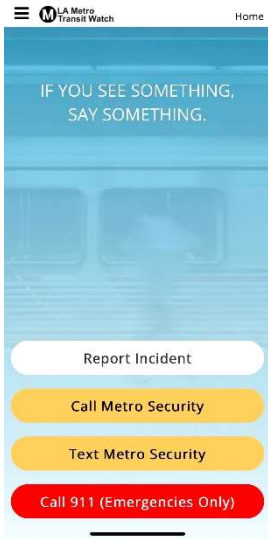 LA Metro
Transit Watch
Home
IF YOU SEE SOMETHING,
SAY SOMETHING.
Report Incident
Call Metro Security
Text Metro Security
Call 911 (Emergencies Only)